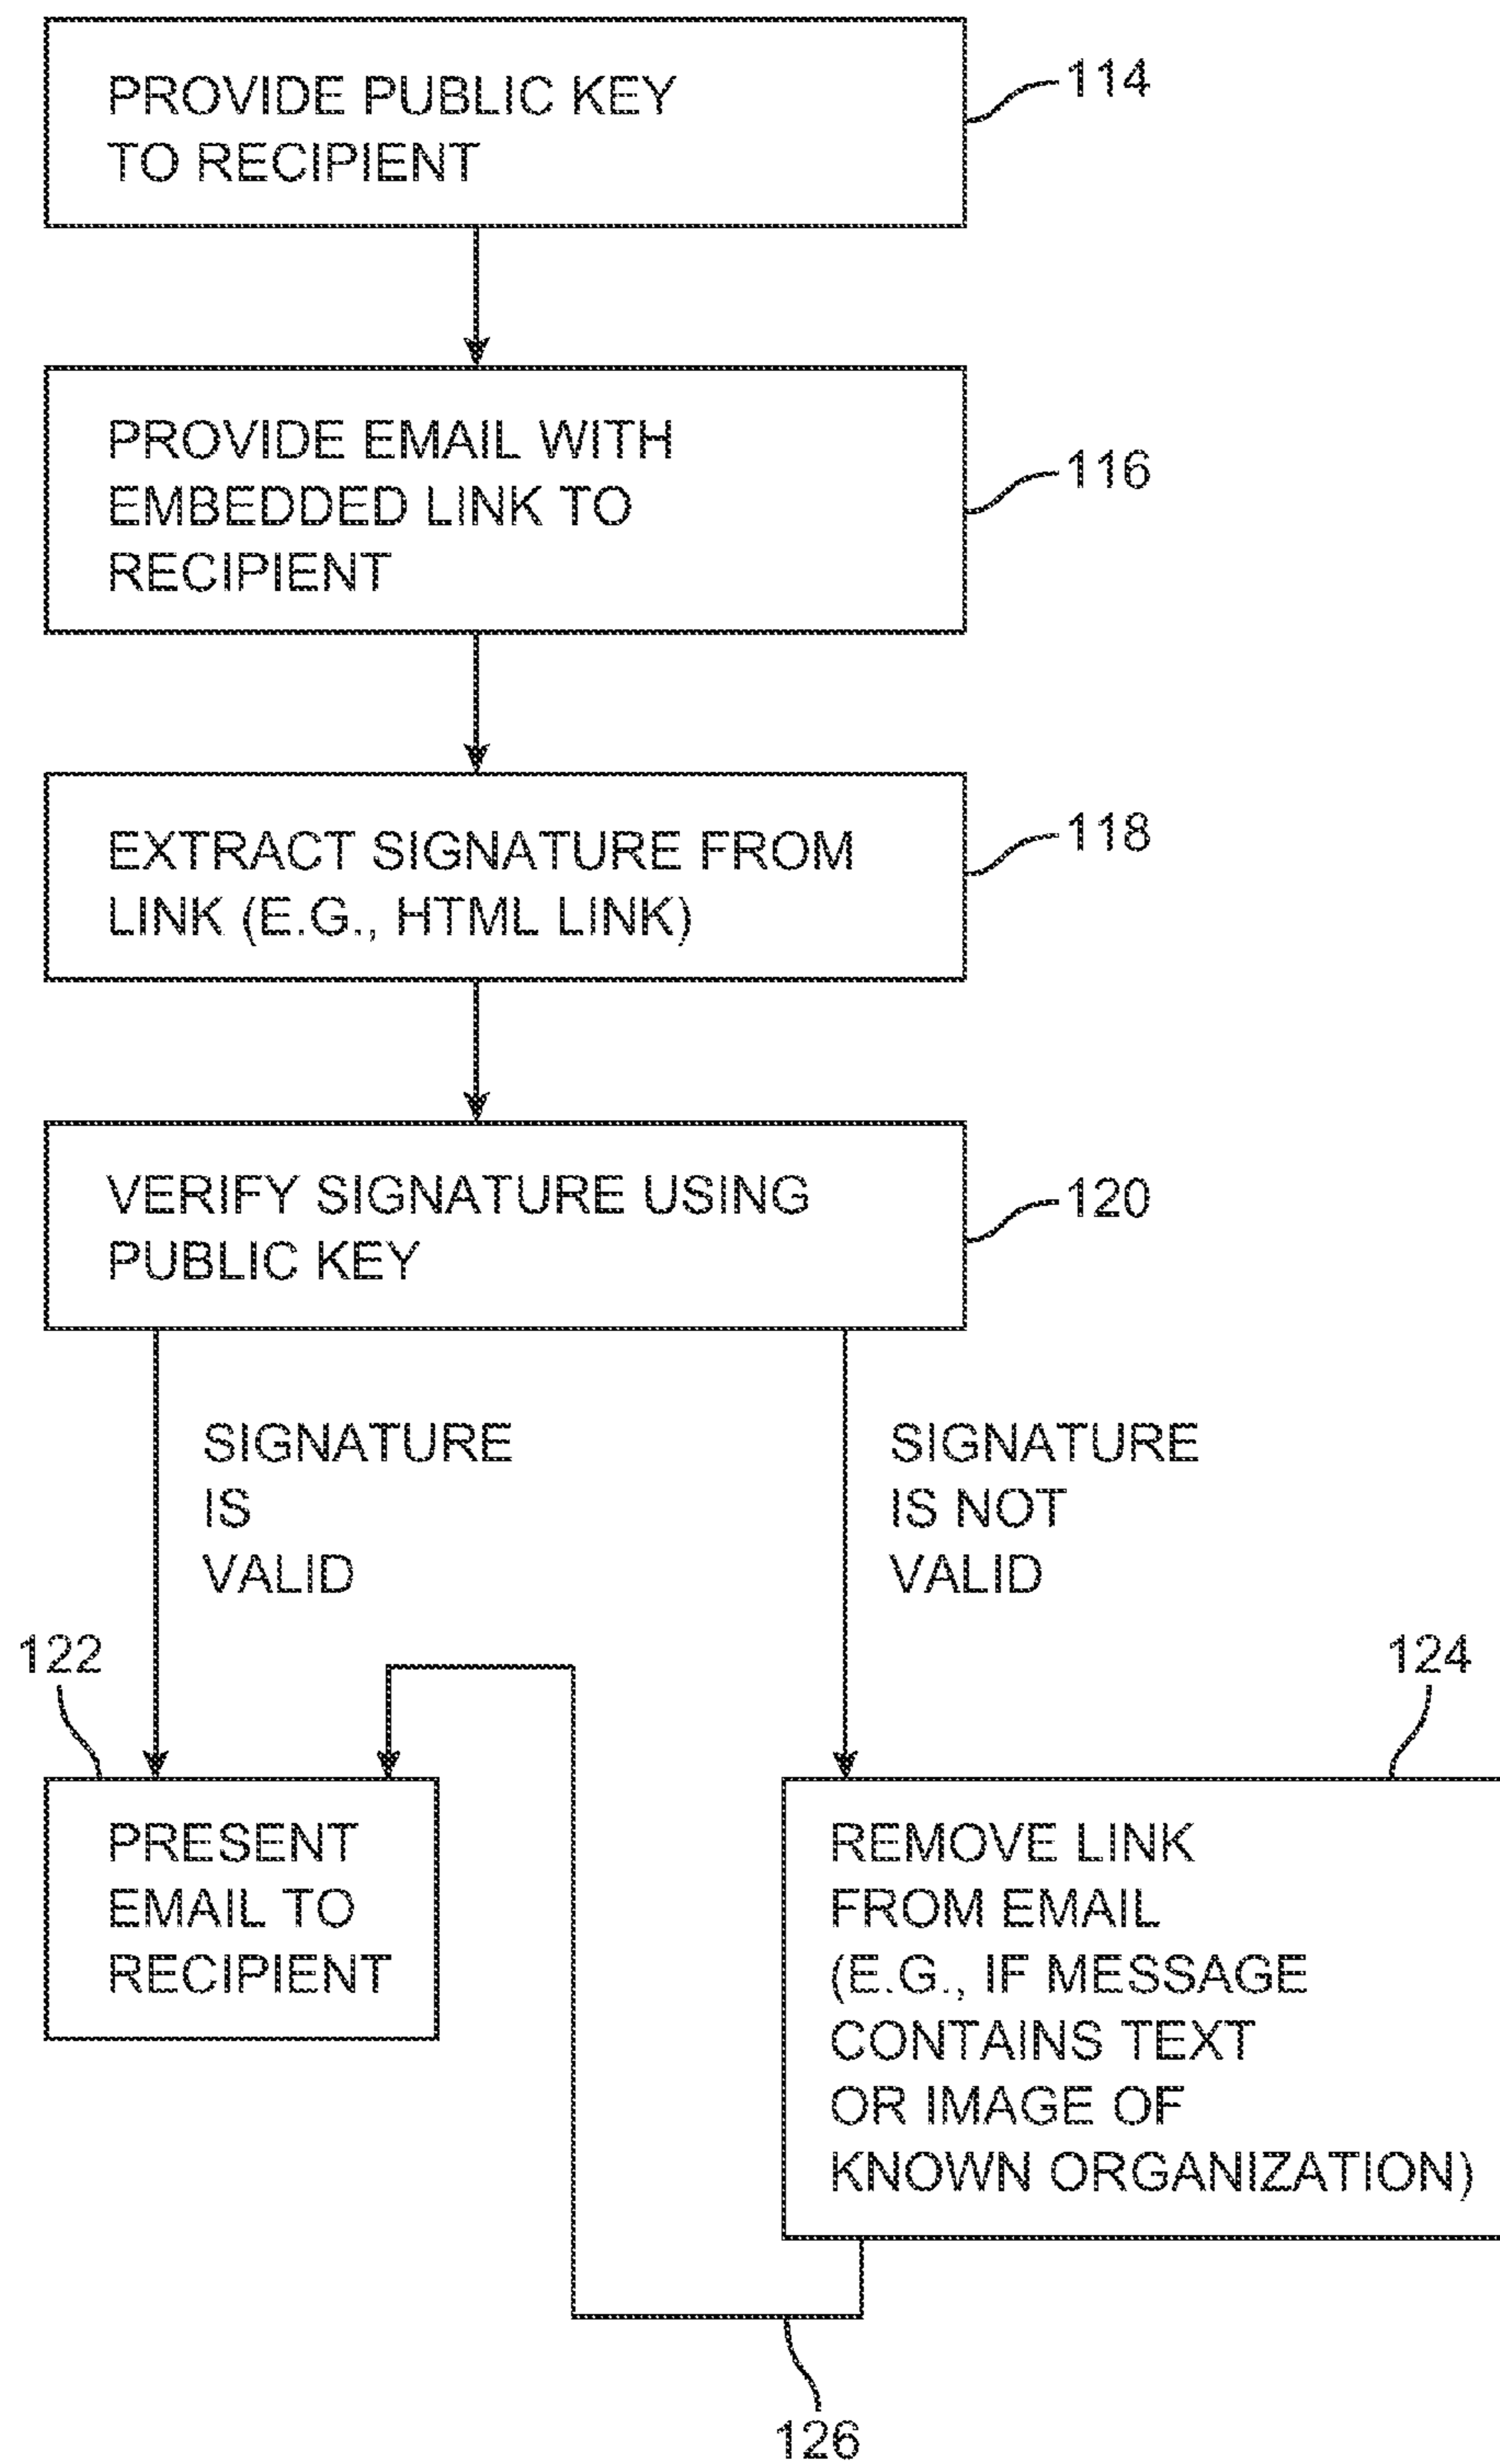 PROVIDE PUBLIC KEY
TO RECIPIENT
114
PROVIDE EMAIL WITH
EMBEDDED LINK TO
RECIPIENT
116
EXTRACT SIGNATURE FROM
LINK (E.G., HTML LINK)
118
VERIFY SIGNATURE USING
PUBLIC KEY
120
SIGNATURE
IS
VALID
SIGNATURE
IS NOT
VALID
122
PRESENT
EMAIL TO
RECIPIENT
124
REMOVE LINK
FROM EMAIL
(E.G., IF MESSAGE
CONTAINS TEXT
OR IMAGE OF
KNOWN ORGANIZATION)
126